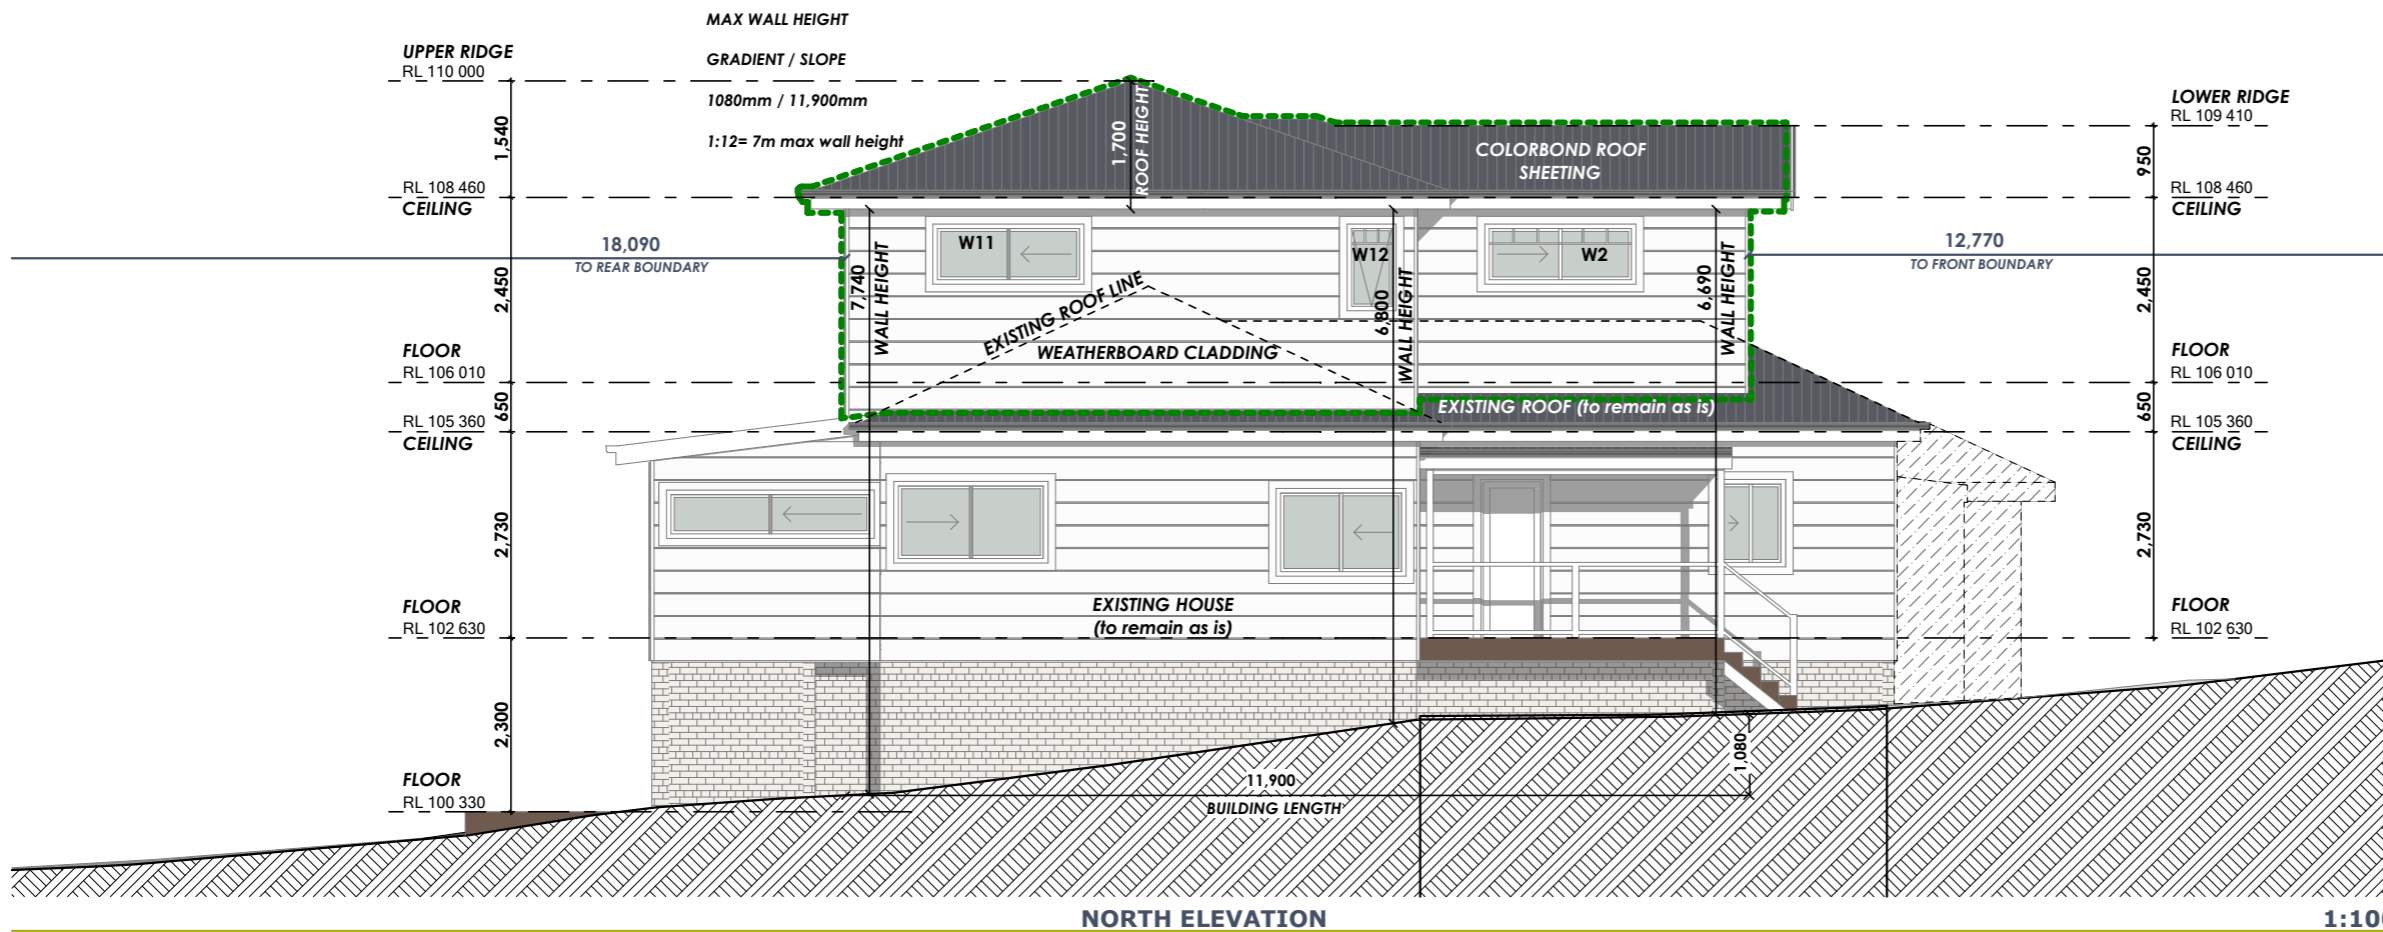 MAX WALL HEIGHT
GRADIENT / SLOPE
1080mm / 11,900mm
1:12= 7m max wall height
UPPER RIDGE
RL 110 000
1,540
RL 108 460
CEILING
18,090
TO REAR BOUNDARY
2,450
FLOOR
RL 106 010
650
RL 105 360
CEILING
2,730
FLOOR
RL 102 630
2,300
FLOOR
RL 100 330
1,700
ROOF HEIGHT
COLORBOND ROOF
SHEETING
W11
W12
W2
7,740
WALL HEIGHT
6,800
WALL HEIGHT
6,690
WALL HEIGHT
EXISTING ROOF LINE
WEATHERBOARD CLADDING
EXISTING ROOF (to remain as is)
EXISTING HOUSE
(to remain as is)
11,900
BUILDING LENGTH
1,080
LOWER RIDGE
RL 109 410
950
RL 108 460
CEILING
12,770
TO FRONT BOUNDARY
2,450
FLOOR
RL 106 010
650
RL 105 360
CEILING
2,730
FLOOR
RL 102 630
NORTH ELEVATION